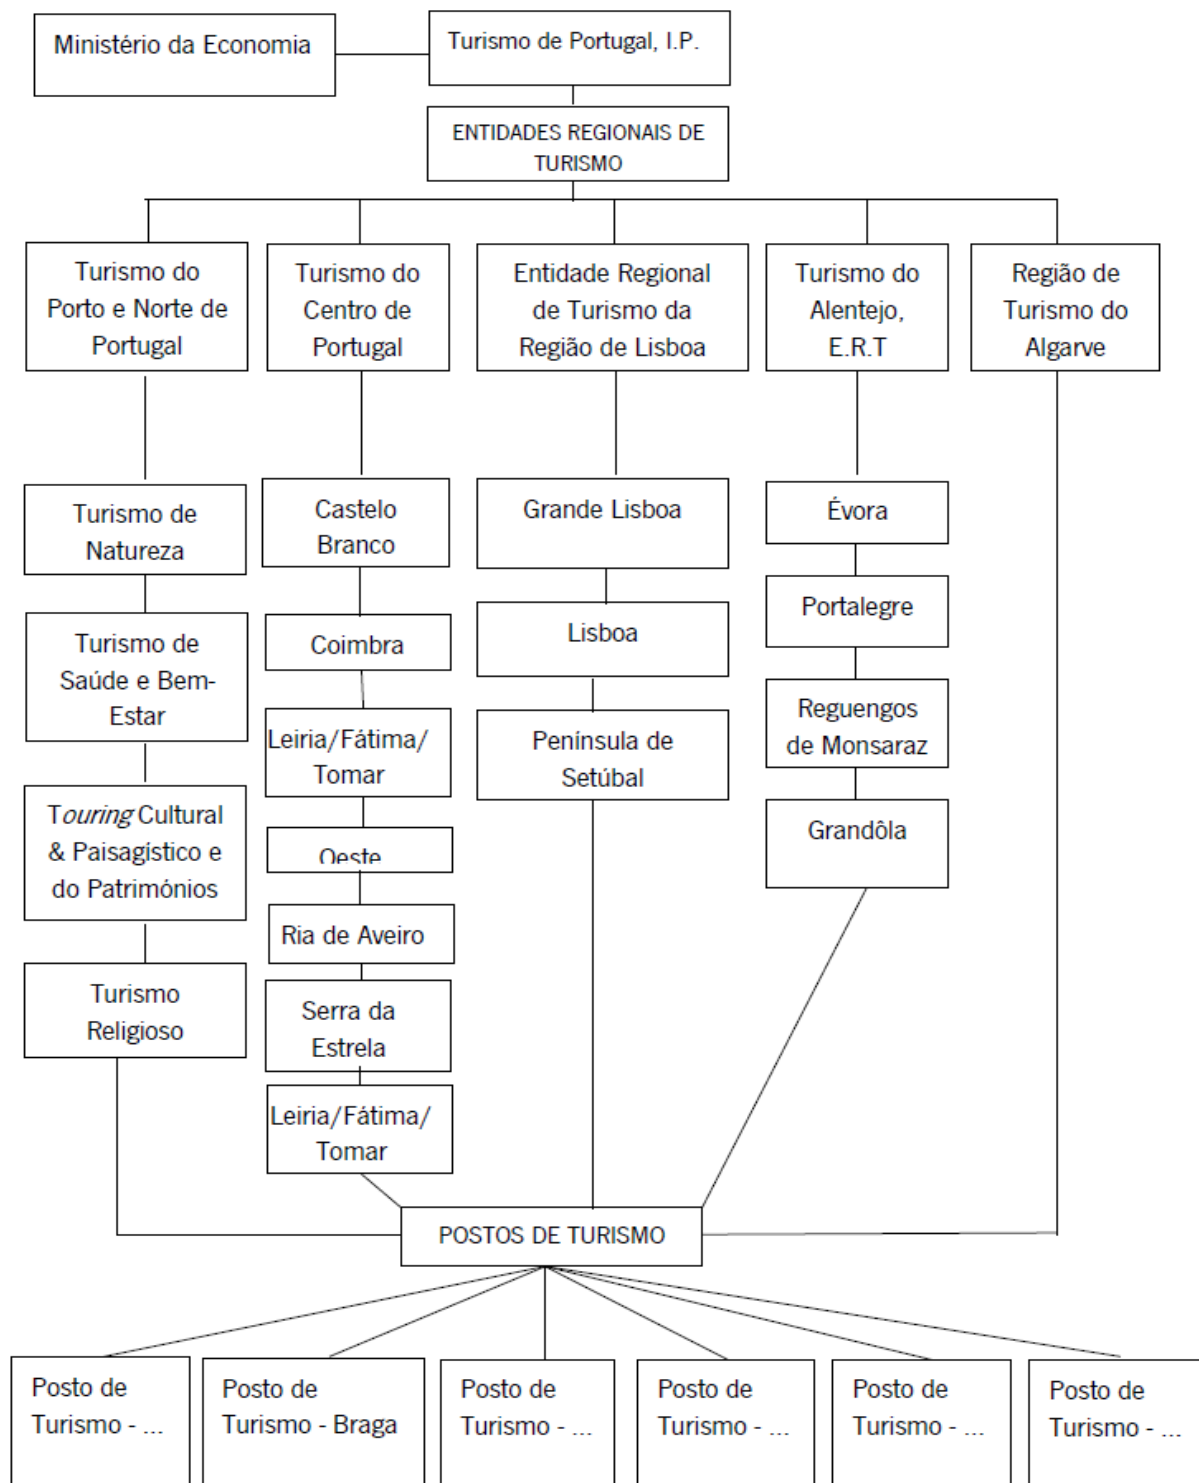 Ministério da Economia
Turismo de Portugal, I.P.
ENTIDADES REGIONAIS DE
TURISMO
Turismo do
Porto e Norte de
Portugal
Turismo do
Centro de
Portugal
Entidade Regional
de Turismo da
Região de Lisboa
Turismo do
Alentejo,
E.R.T
Região de
Turismo do
Algarve
Turismo de
Natureza
Turismo de
Saúde e Bem-
Estar
Touring Cultural
& Paisagístico e
do Patrimónios
Turismo
Religioso
Castelo
Branco
Coimbra
Leiria/Fátima/
Tomar
Oeste
Ria de Aveiro
Serra da
Estrela
Leiria/Fátima/
Tomar
Grande Lisboa
Lisboa
Península de
Setúbal
Évora
Portalegre
Reguengos
de Monsaraz
Grandôla
POSTOS DE TURISMO
Posto de
Turismo - ...
Posto de
Turismo - Braga
Posto de
Turismo - ...
Posto de
Turismo - ...
Posto de
Turismo - ...
Posto de
Turismo - ...